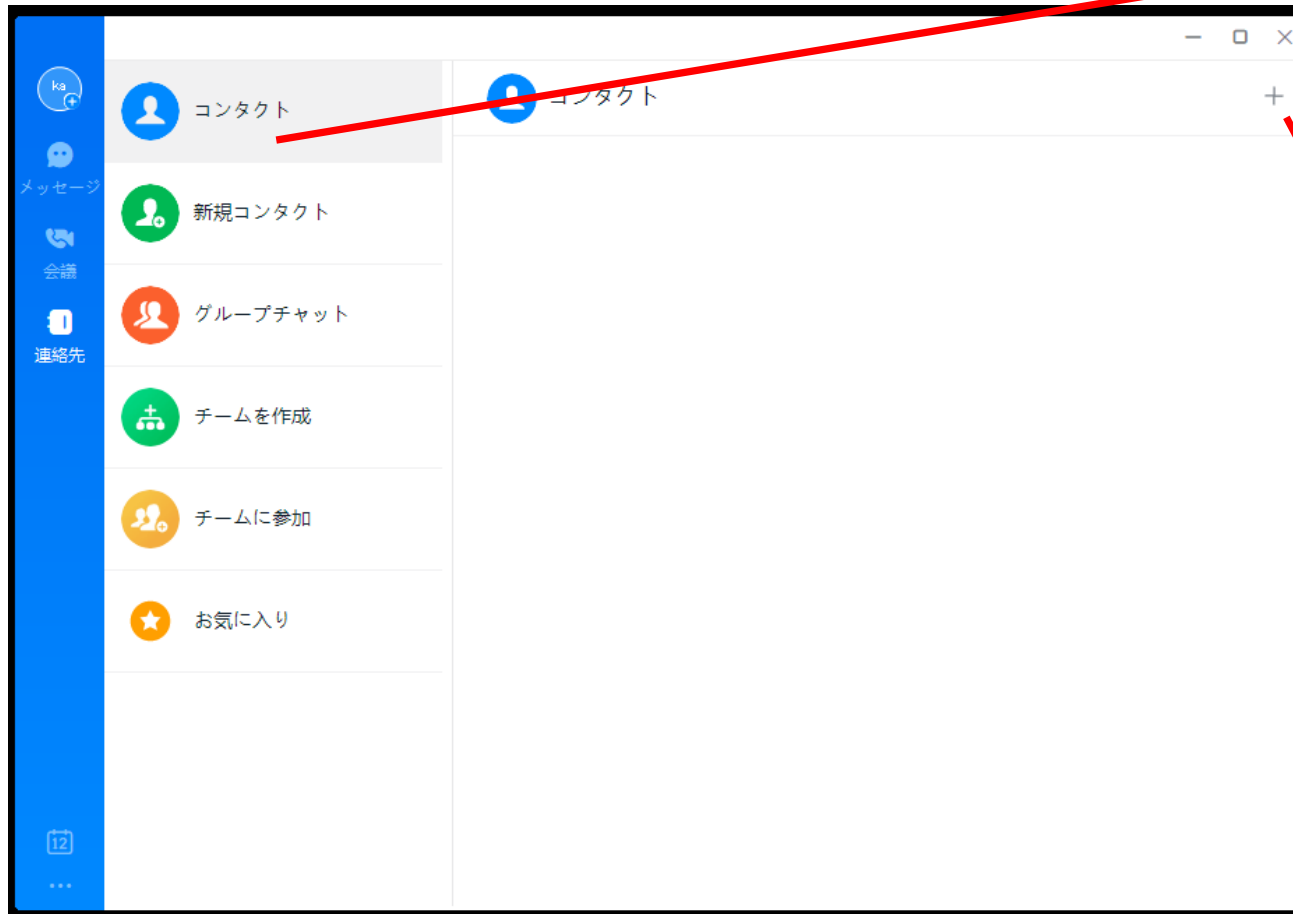 ka
メッセージ
会議
連絡先
12
コンタクト
新規コンタクト
グループチャット
チームを作成
チームに参加
お気に入り
コンタクト